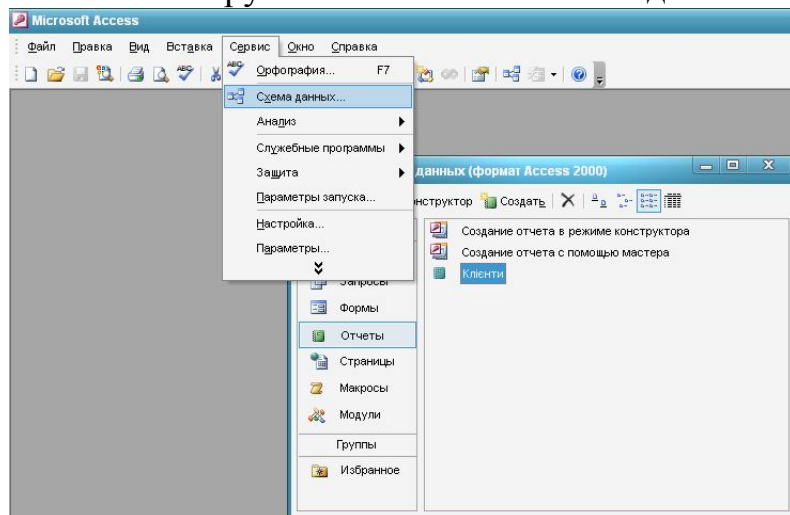 Microsoft Access
Файл Правка Вид Вставка Сервис Окно Справка
Орфография... F7
Схема данных...
Анализ
Служебные программы
Защита
Параметры запуска...
Настройка...
Параметры...
данных (формат Access 2000)
нструктор Создать
Создание отчета в режиме конструктора
Создание отчета с помощью мастера
Клієнти
Запросы
Формы
Отчеты
Страницы
Макросы
Модули
Группы
Избранное